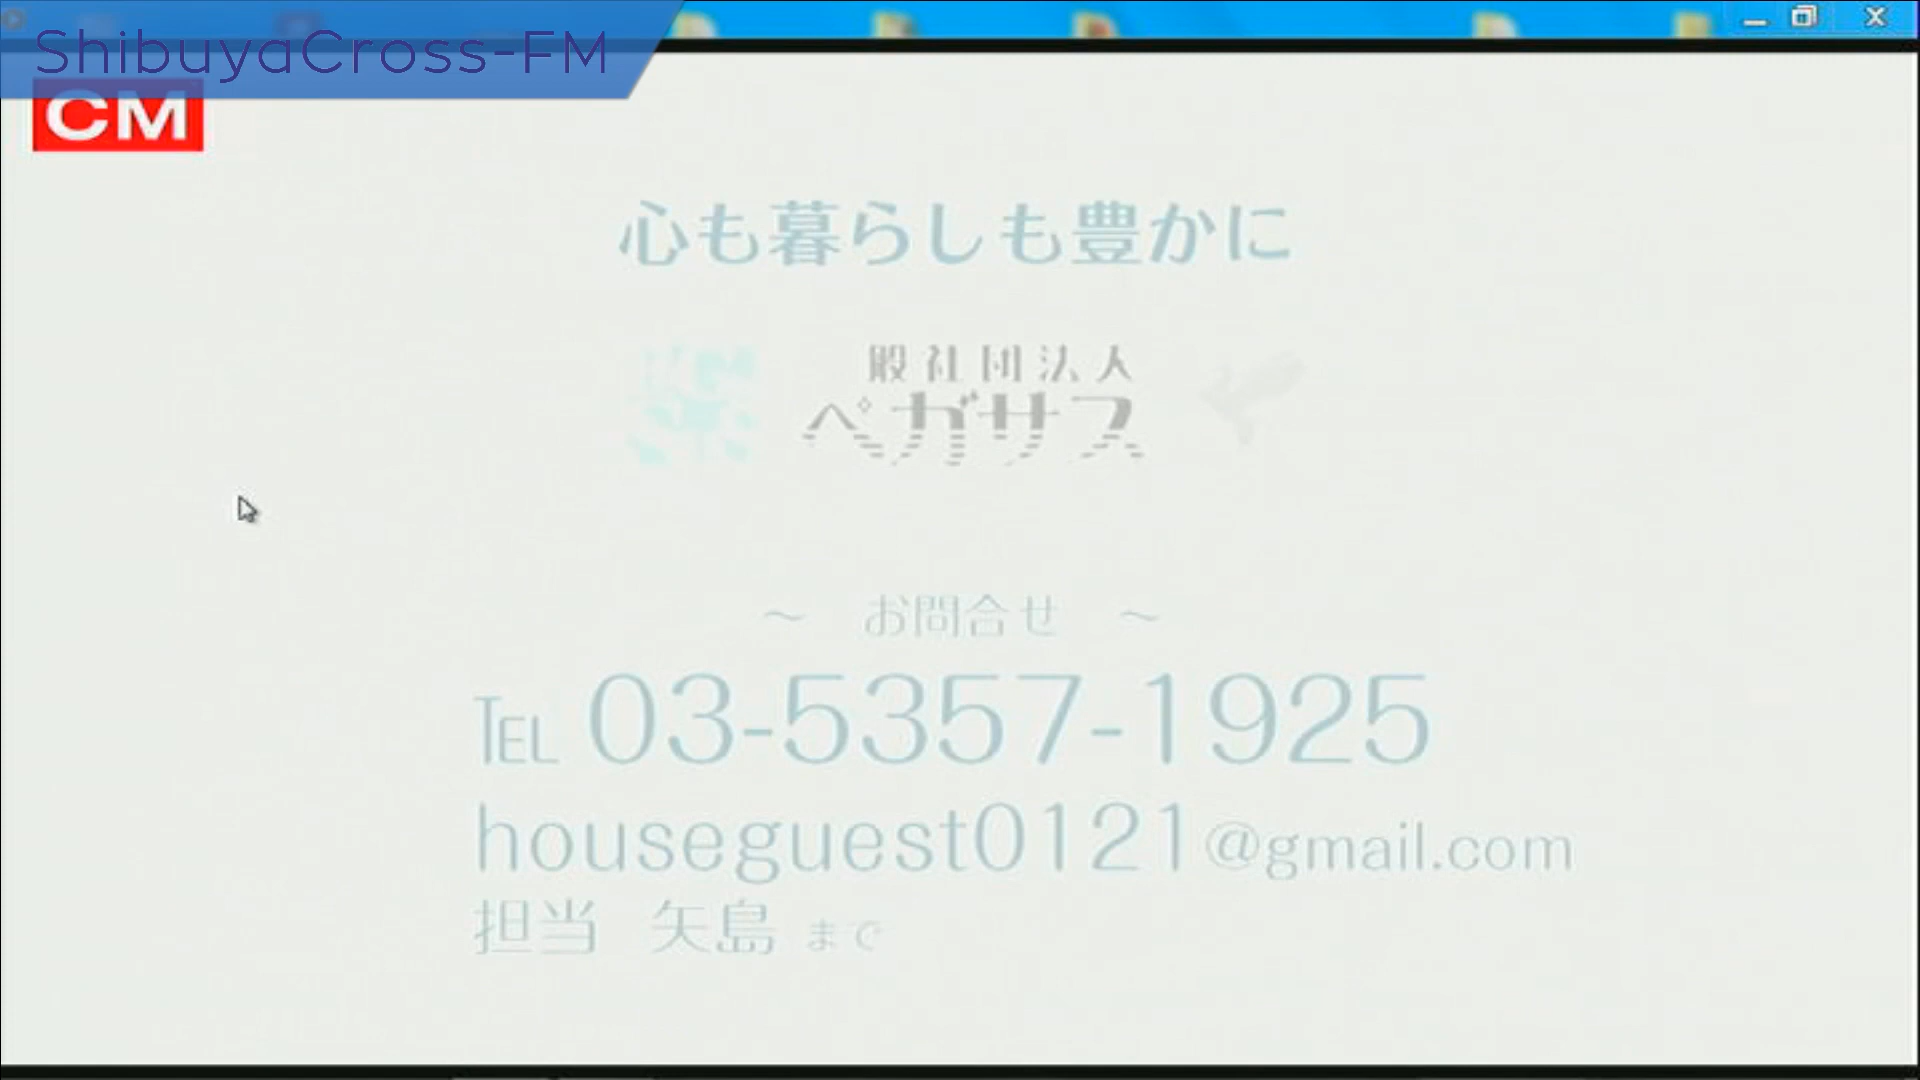 ShibuyaCross-FM
CM
心も暮らしも豊かに
般社団法人
ペガサス
～ お問合せ ～
TEL 03-5357-1925
houseguest0121@gmail.com
担当 矢島 まで